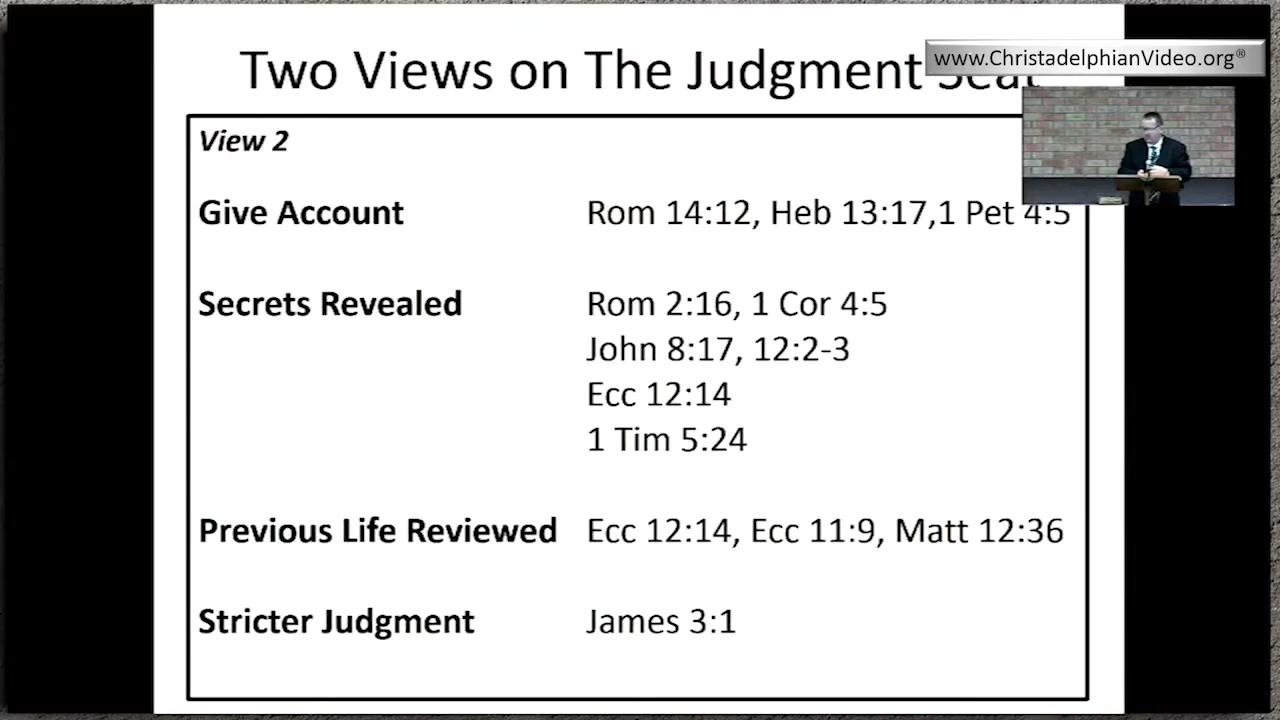 Two Views on The Judgment Seat
www.ChristadelphianVideo.org®
View 2
Give Account Rom 14:12, Heb 13:17,1 Pet 4:5
Secrets Revealed Rom 2:16, 1 Cor 4:5
John 8:17, 12:2-3
Ecc 12:14
1 Tim 5:24
Previous Life Reviewed Ecc 12:14, Ecc 11:9, Matt 12:36
Stricter Judgment James 3:1